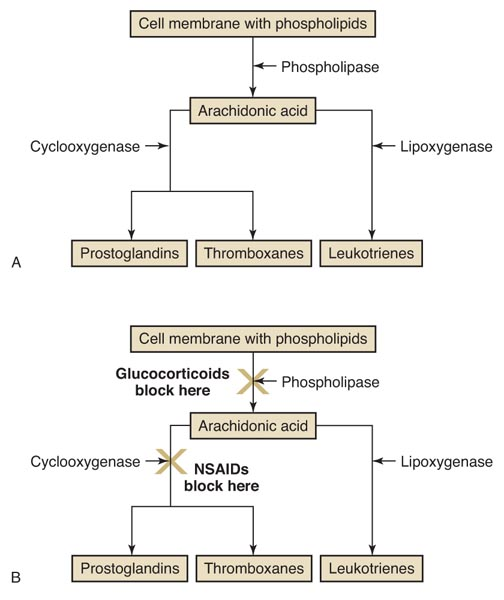 Cell membrane with phospholipids
Phospholipase
Arachidonic acid
Cyclooxygenase
Lipoxygenase
Prostoglandins
Thromboxanes
Leukotrienes
A
Cell membrane with phospholipids
Glucocorticoids
block here
Phospholipase
Arachidonic acid
Cyclooxygenase
NSAIDs
block here
Lipoxygenase
Prostoglandins
Thromboxanes
Leukotrienes
B